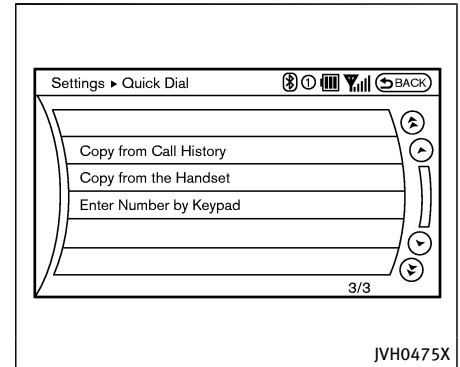 Settings ▸ Quick Dial ① BACK
Copy from Call History
Copy from the Handset
Enter Number by Keypad
3/3
JVH0475X